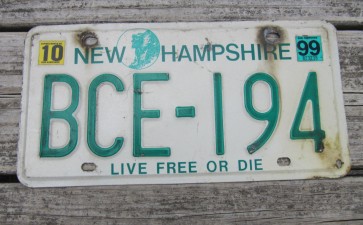 10 NEW HAMPSHIRE 99
BCE-194
LIVE FREE OR DIE